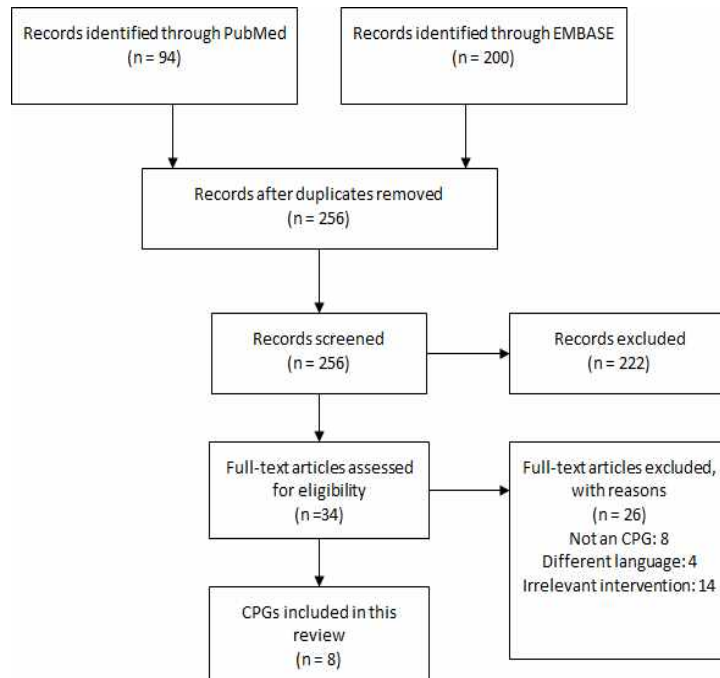 Records identified through PubMed
(n = 94)
Records identified through EMBASE
(n = 200)
Records after duplicates removed
(n = 256)
Records screened
(n = 256)
Records excluded
(n = 222)
Full-text articles assessed
for eligibility
(n =34)
Full-text articles excluded,
with reasons
(n = 26)
Not an CPG: 8
Different language: 4
Irrelevant intervention: 14
CPGs included in this
review
(n = 8)